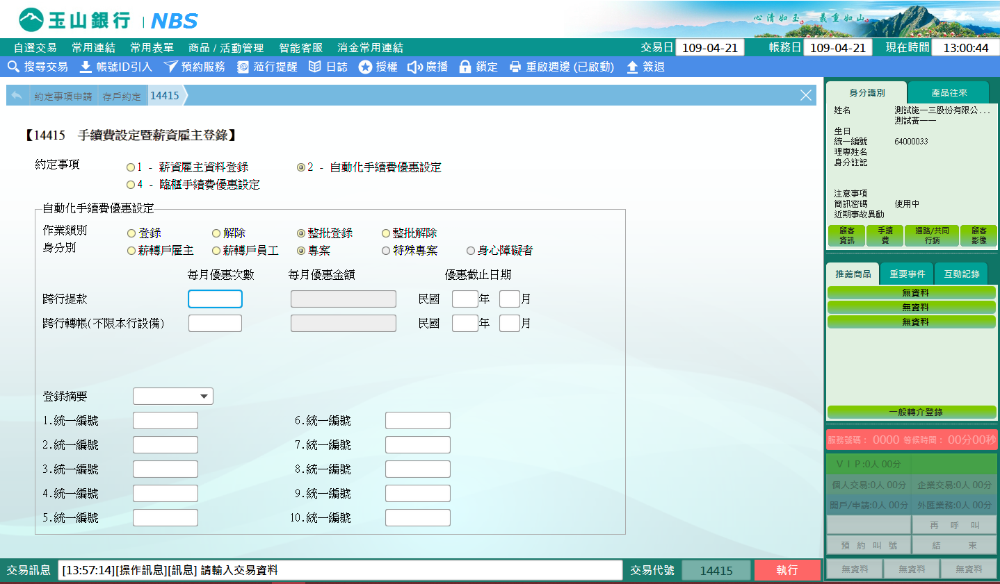 玉山銀行 | NBS
心清如玉。義重如山。
自選交易 常用連結 常用表單 商品 / 活動管理 智能客服 消金常用連結 交易日 109-04-21 帳務日 109-04-21 現在時間 13:00:44
搜尋交易 帳號ID引入 預約服務 蒞行提醒 日誌 授權 廣播 鎖定 重啟週邊 (已啟動) 簽退
約定事項申請 存戶約定 14415
【14415 手續費設定暨薪資雇主登錄】
約定事項
1 - 薪資雇主資料登錄 2 - 自動化手續費優惠設定
4 - 臨櫃手續費優惠設定
自動化手續費優惠設定
作業類別 登錄 解除 整批登錄 整批解除
身分別 薪轉戶雇主 薪轉戶員工 專案 特殊專案 身心障礙者
每月優惠次數 每月優惠金額 優惠截止日期
跨行提款 民國 年 月
跨行轉帳(不限本行設備) 民國 年 月
登錄摘要
1.統一編號 6.統一編號
2.統一編號 7.統一編號
3.統一編號 8.統一編號
4.統一編號 9.統一編號
5.統一編號 10.統一編號
交易訊息 [13:57:14][操作訊息][訊息] 請輸入交易資料 交易代號 14415 執行
身分識別 產品往來
姓名 測試施一三股份有限公...
測試黃一一
生日
統一編號 64000033
理專姓名
身分註記
注意事項
簡訊密碼 使用中
近期事故異動
顧客資訊 手續費 通路/共同行銷 顧客影像
推薦商品 重要事件 互動記錄
無資料
無資料
無資料
一般轉介登錄
服務號碼： 0000 等候時間： 00分00秒
ＶＩＰ:0人 00分
個人交易:0人 00分 企業交易:0人 00分
開戶/申請:0人 00分 外匯業務:0人 00分
再 呼 叫
預 約 叫 號 結 束
無資料 無資料 無資料